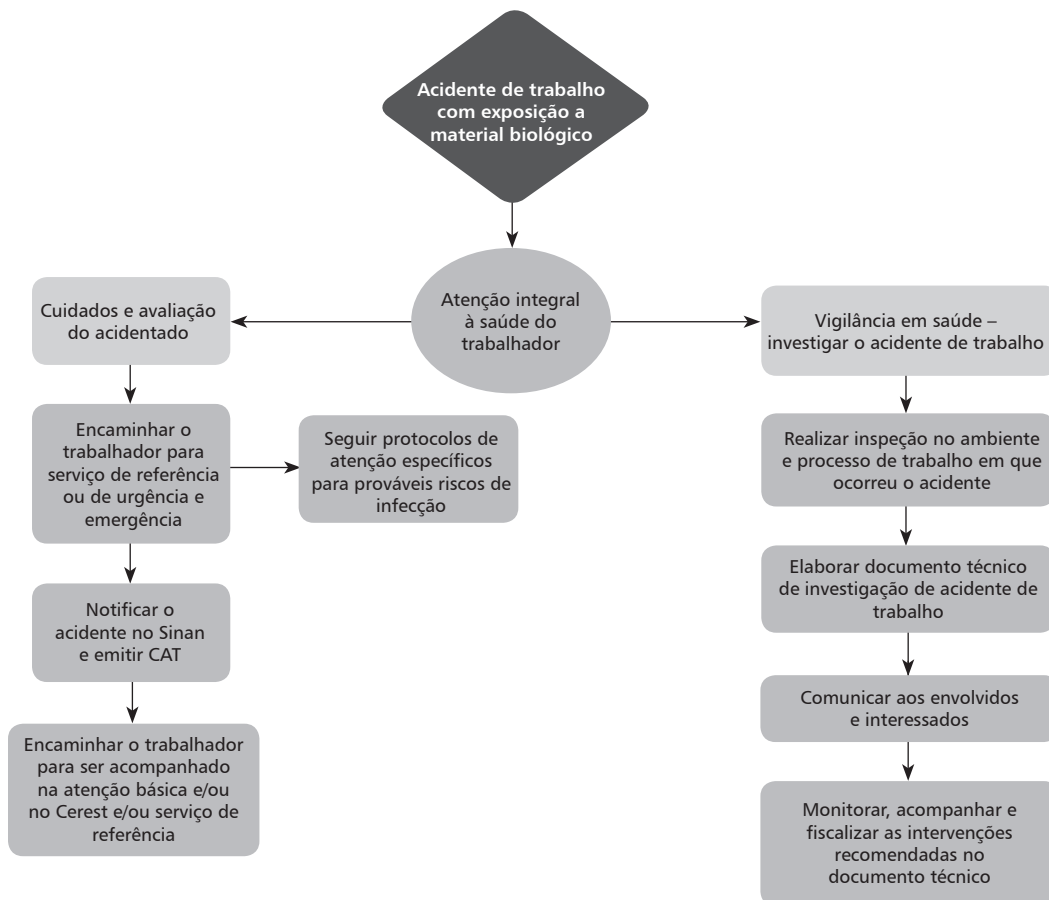 Acidente de trabalho
com exposição a
material biológico
Atenção integral
à saúde do
trabalhador
Cuidados e avaliação
do acidentado
Encaminhar o
trabalhador para
serviço de referência
ou de urgência e
emergência
Seguir protocolos de
atenção específicos
para prováveis riscos de
infecção
Notificar o
acidente no Sinan
e emitir CAT
Encaminhar o trabalhador
para ser acompanhado
na atenção básica e/ou
no Cerest e/ou serviço de
referência
Vigilância em saúde –
investigar o acidente de trabalho
Realizar inspeção no ambiente
e processo de trabalho em que
ocorreu o acidente
Elaborar documento técnico
de investigação de acidente de
trabalho
Comunicar aos envolvidos
e interessados
Monitorar, acompanhar e
fiscalizar as intervenções
recomendadas no
documento técnico